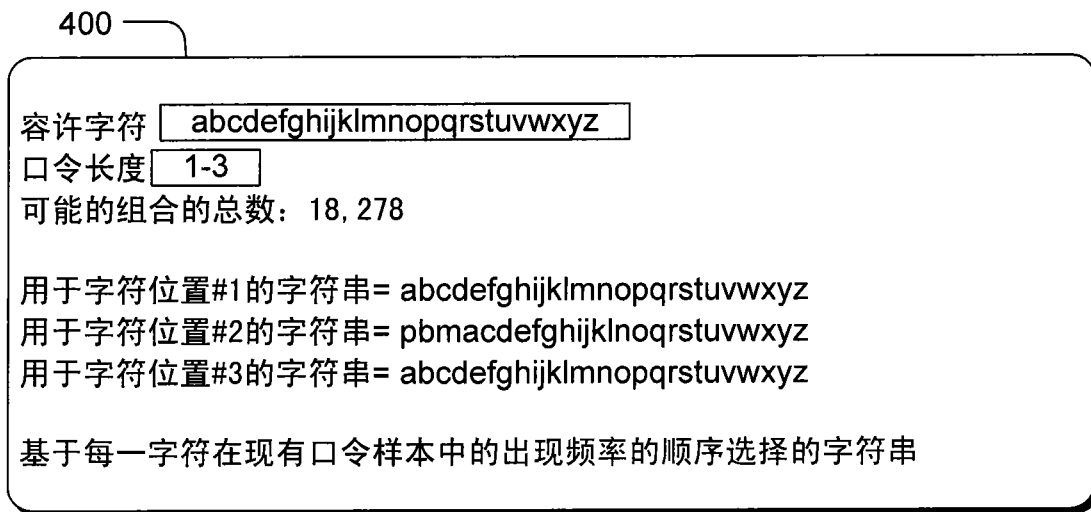 400
容许字符 abcdefghijklmnopqrstuvwxyz
口令长度 1-3
可能的组合的总数：18,278
用于字符位置#1的字符串= abcdefghijklmnopqrstuvwxyz
用于字符位置#2的字符串= pbmacdefghijklnoqrstuvwxyz
用于字符位置#3的字符串= abcdefghijklmnopqrstuvwxyz
基于每一字符在现有口令样本中的出现频率的顺序选择的字符串